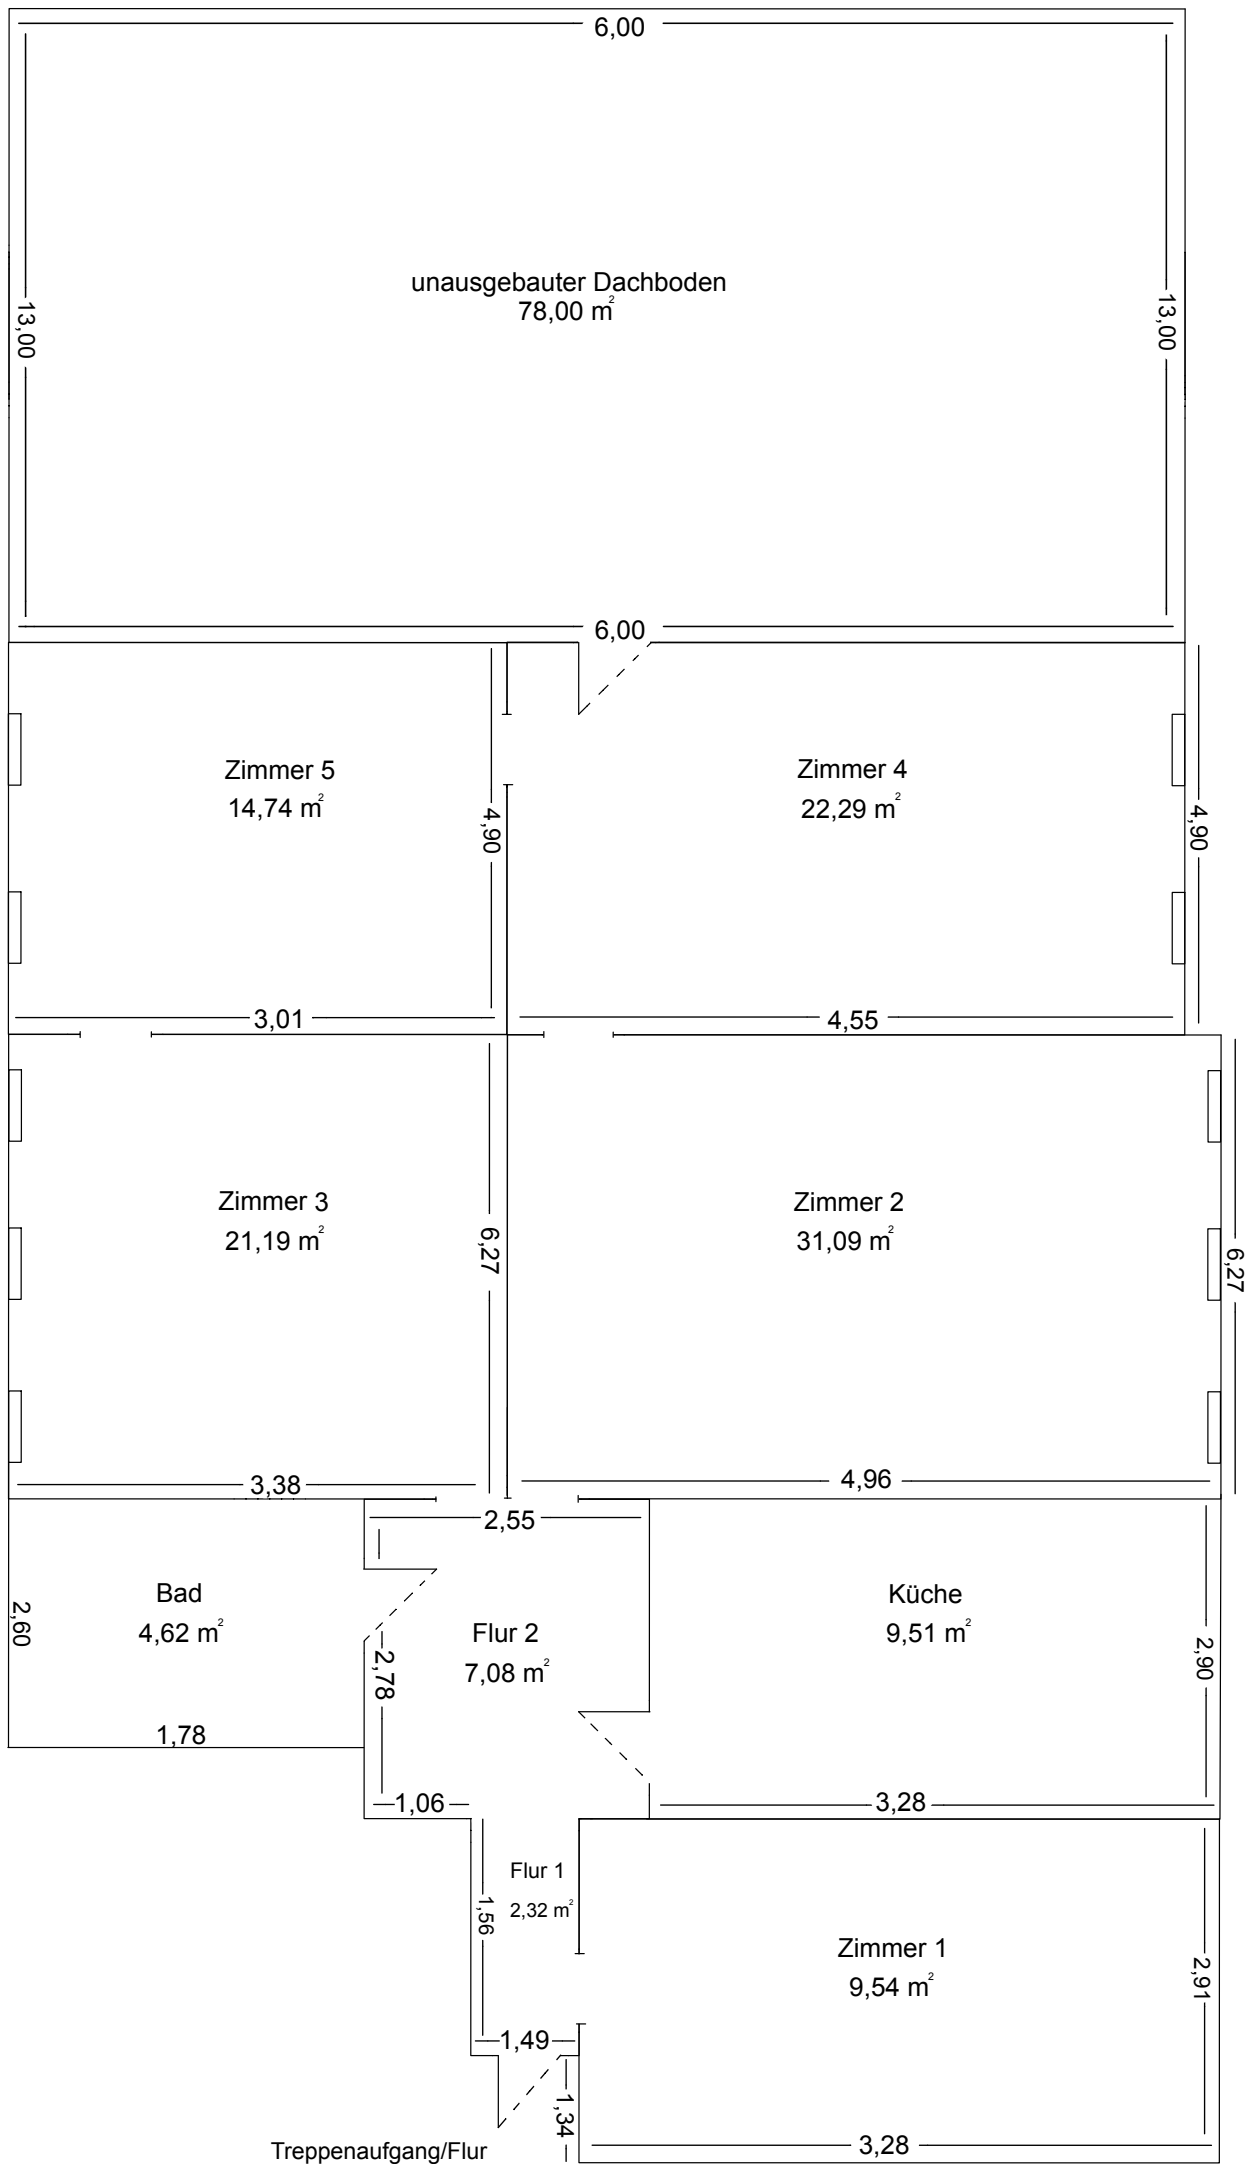 6,00
unausgebauter Dachboden
78,00 m²
13,00
13,00
6,00
Zimmer 5
14,74 m²
4,90
Zimmer 4
22,29 m²
4,90
3,01
4,55
Zimmer 3
21,19 m²
6,27
Zimmer 2
31,09 m²
6,27
3,38
4,96
2,55
Bad
4,62 m²
2,60
1,78
Flur 2
7,08 m²
2,78
1,06
Küche
9,51 m²
2,90
3,28
Flur 1
2,32 m²
1,56
1,49
Zimmer 1
9,54 m²
2,91
1,34
3,28
Treppenaufgang/Flur